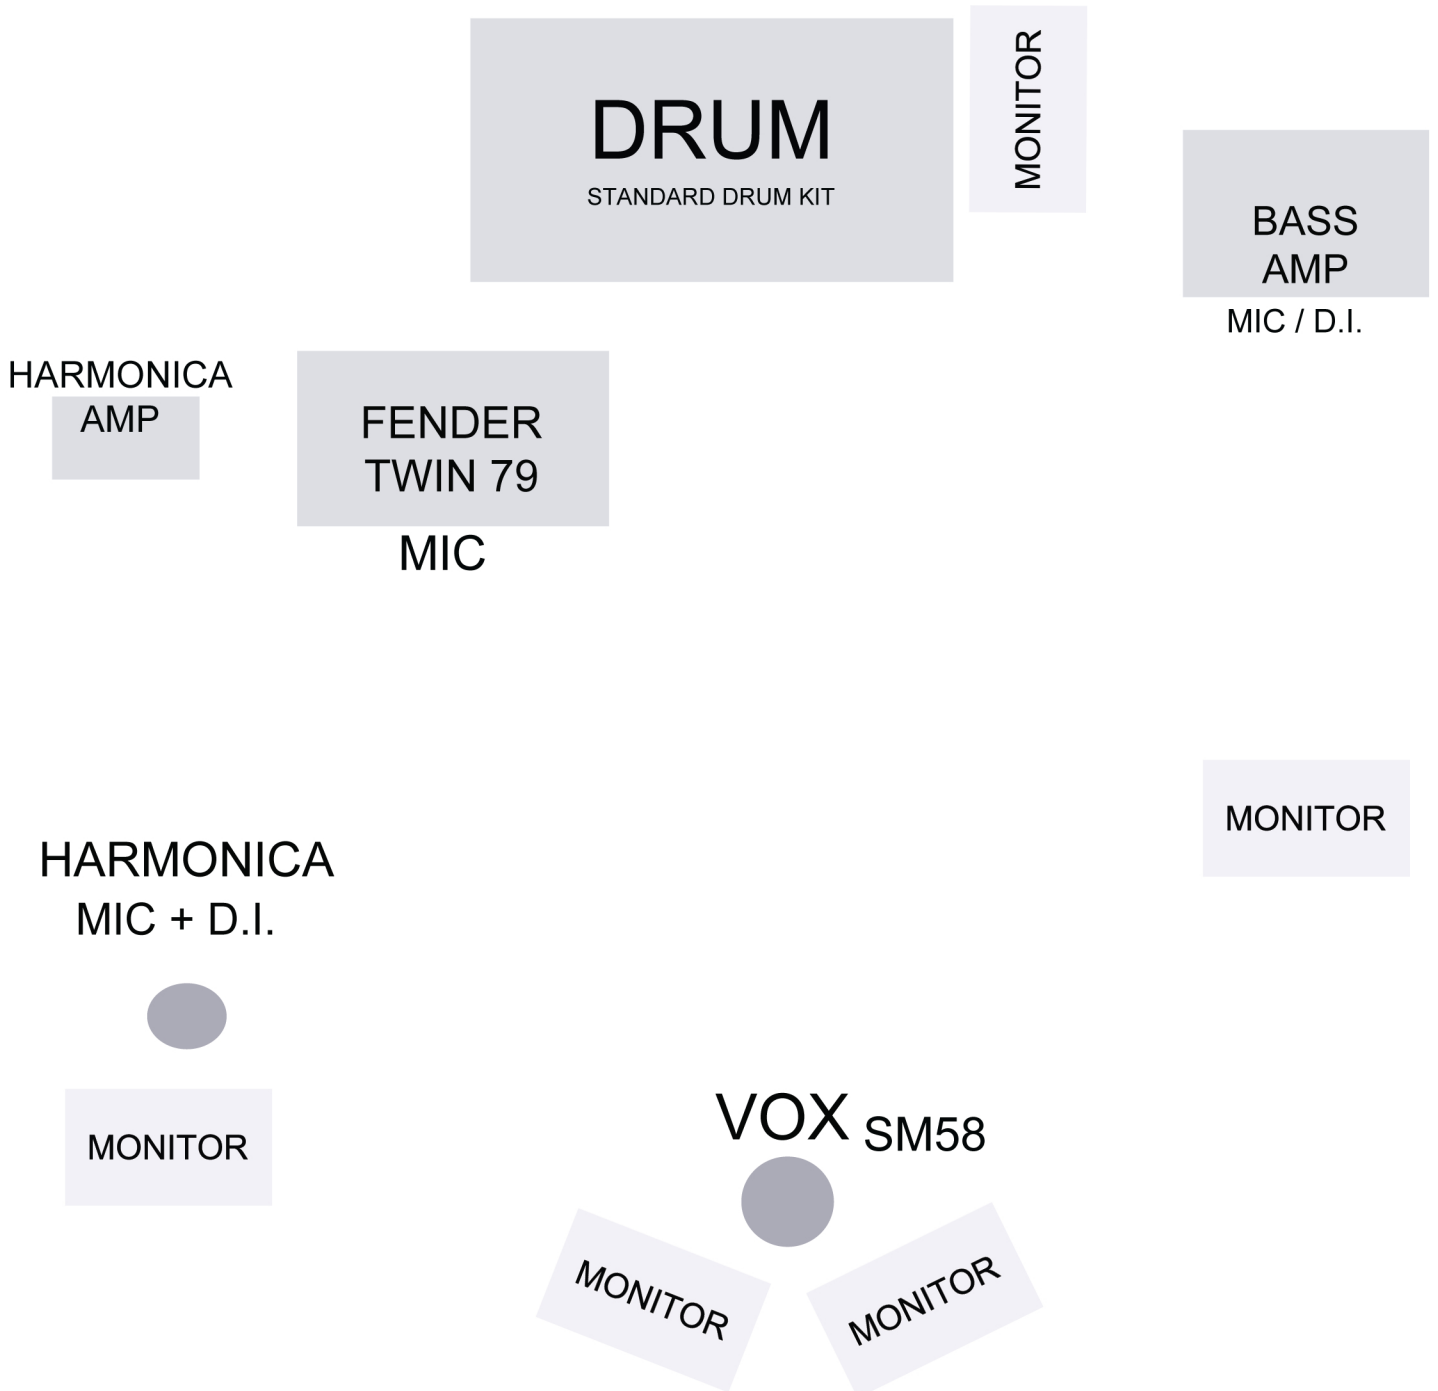 DRUM
STANDARD DRUM KIT
MONITOR
BASS
AMP
MIC / D.I.
HARMONICA
AMP
FENDER
TWIN 79
MIC
MONITOR
HARMONICA
MIC + D.I.
MONITOR
VOX SM58
MONITOR
MONITOR